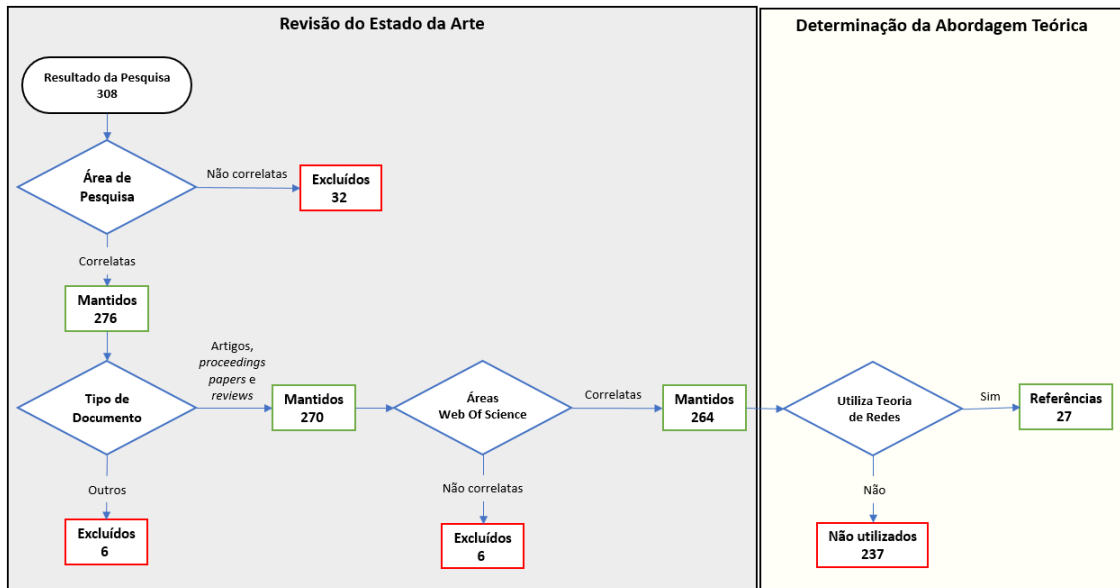 Revisão do Estado da Arte
Determinação da Abordagem Teórica
Resultado da Pesquisa
308
Área de
Pesquisa
Não correlatas
Excluídos
32
Correlatas
Mantidos
276
Tipo de
Documento
Artigos,
proceedings
papers e
reviews
Mantidos
270
Áreas
Web Of Science
Correlatas
Mantidos
264
Utiliza Teoria
de Redes
Sim
Referências
27
Outros
Excluídos
6
Não correlatas
Excluídos
6
Não
Não utilizados
237